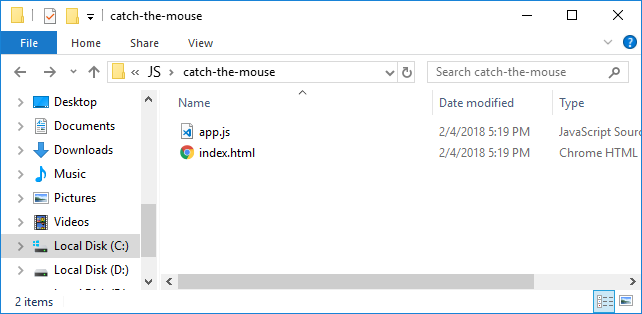 catch-the-mouse
File Home Share View
« JS catch-the-mouse Search catch-the-mouse
Name Date modified Type
Desktop
Documents
Downloads
Music
Pictures
Videos
Local Disk (C:)
Local Disk (D:)
app.js 2/4/2018 5:19 PM JavaScript Sour
index.html 2/4/2018 5:19 PM Chrome HTML
2 items